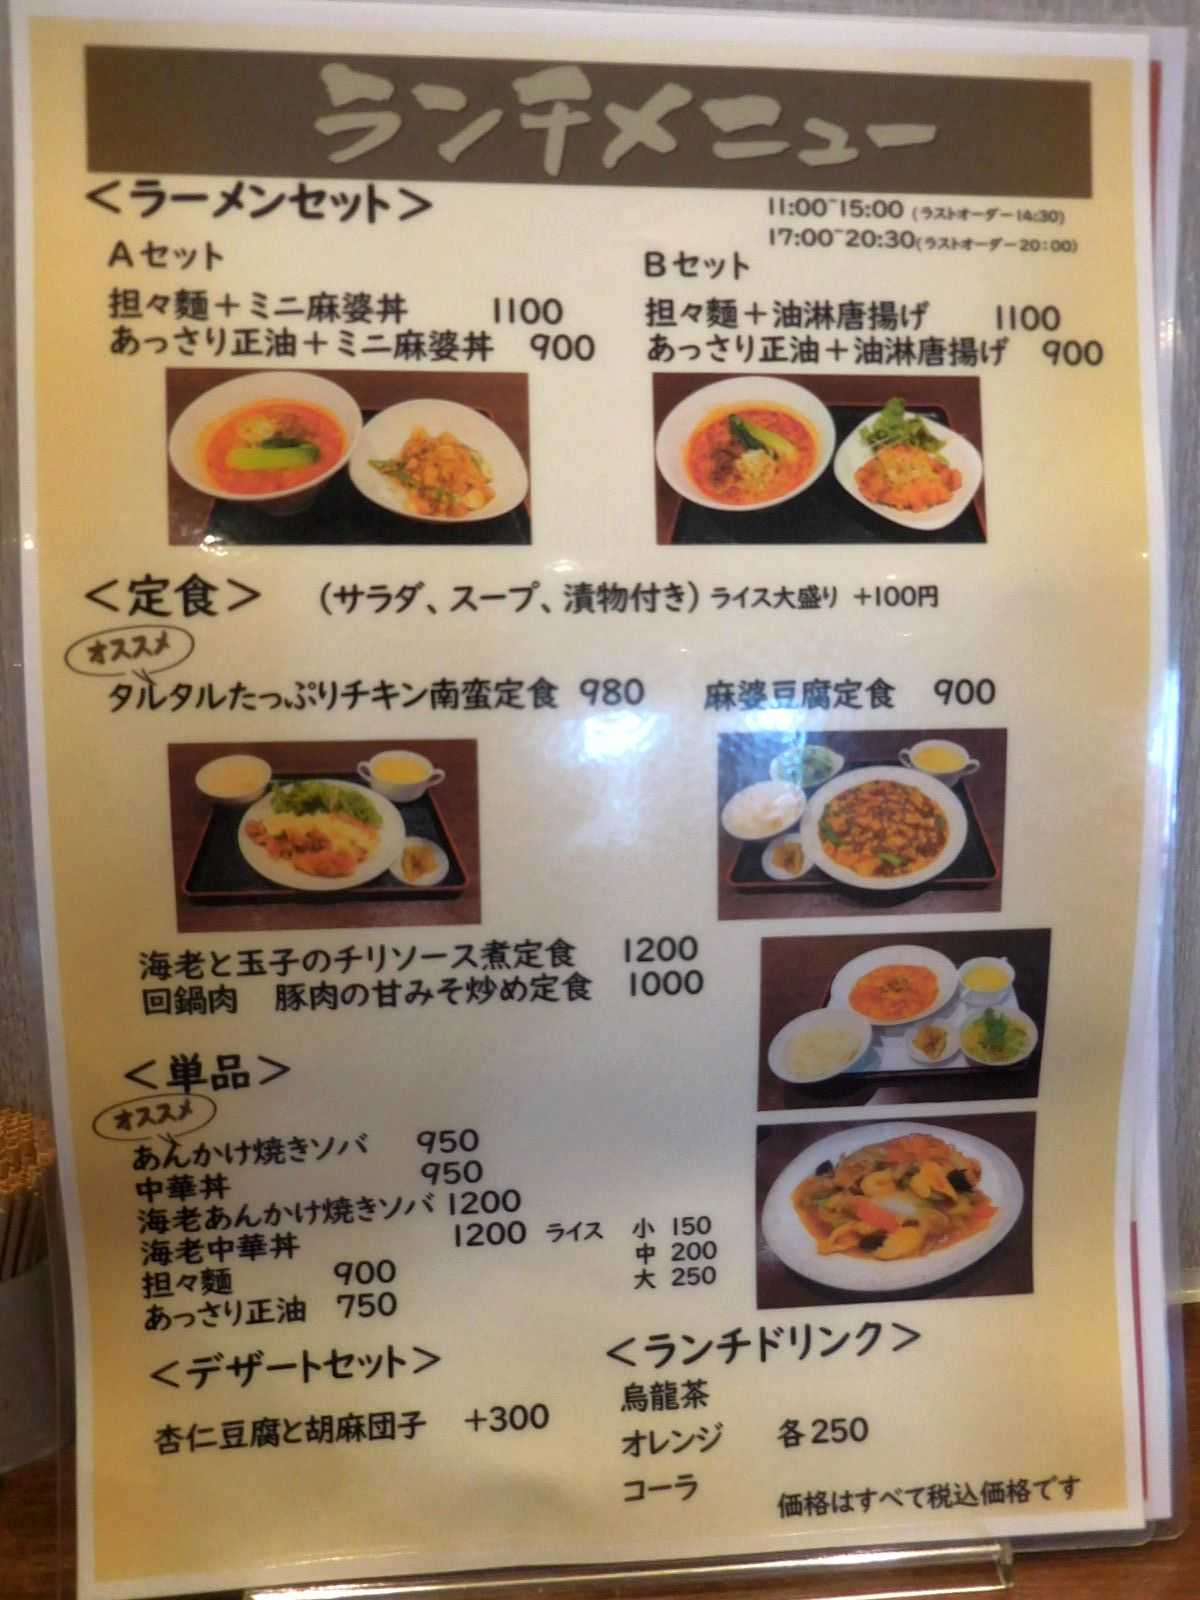 ランチメニュー
<ラーメンセット>
11:00~15:00 (ラストオーダー14:30)
17:00~20:30(ラストオーダー20:00)
Aセット
担々麺+ミニ麻婆丼 1100
あっさり正油+ミニ麻婆丼 900
Bセット
担々麺+油淋唐揚げ 1100
あっさり正油+油淋唐揚げ 900
<定食> (サラダ、スープ、漬物付き) ライス大盛り +100円
オススメ
タルタルたっぷりチキン南蛮定食 980
麻婆豆腐定食 900
海老と玉子のチリソース煮定食 1200
回鍋肉 豚肉の甘みそ炒め定食 1000
<単品>
オススメ
あんかけ焼きソバ 950
中華丼 950
海老あんかけ焼きソバ 1200
海老中華丼 1200
担々麺 900
あっさり正油 750
ライス 小 150
中 200
大 250
<デザートセット>
杏仁豆腐と胡麻団子 +300
<ランチドリンク>
烏龍茶
オレンジ 各250
コーラ
価格はすべて税込価格です